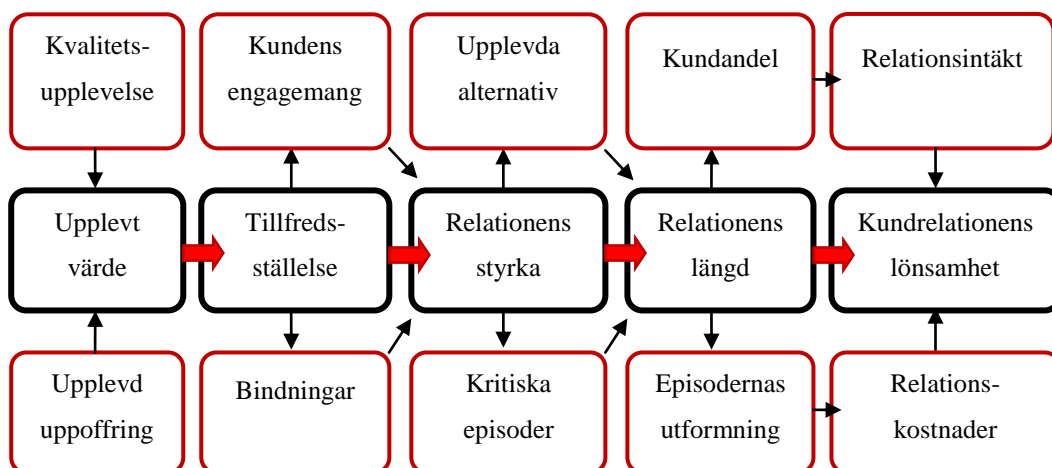 Kvalitets-
upplevelse
Kundens
engagemang
Upplevda
alternativ
Kundandel
Relationsintäkt
Upplevt
värde
Tillfreds-
ställelse
Relationens
styrka
Relationens
längd
Kundrelationens
lönsamhet
Upplevd
uppoffring
Bindningar
Kritiska
episoder
Episodernas
utformning
Relations-
kostnader